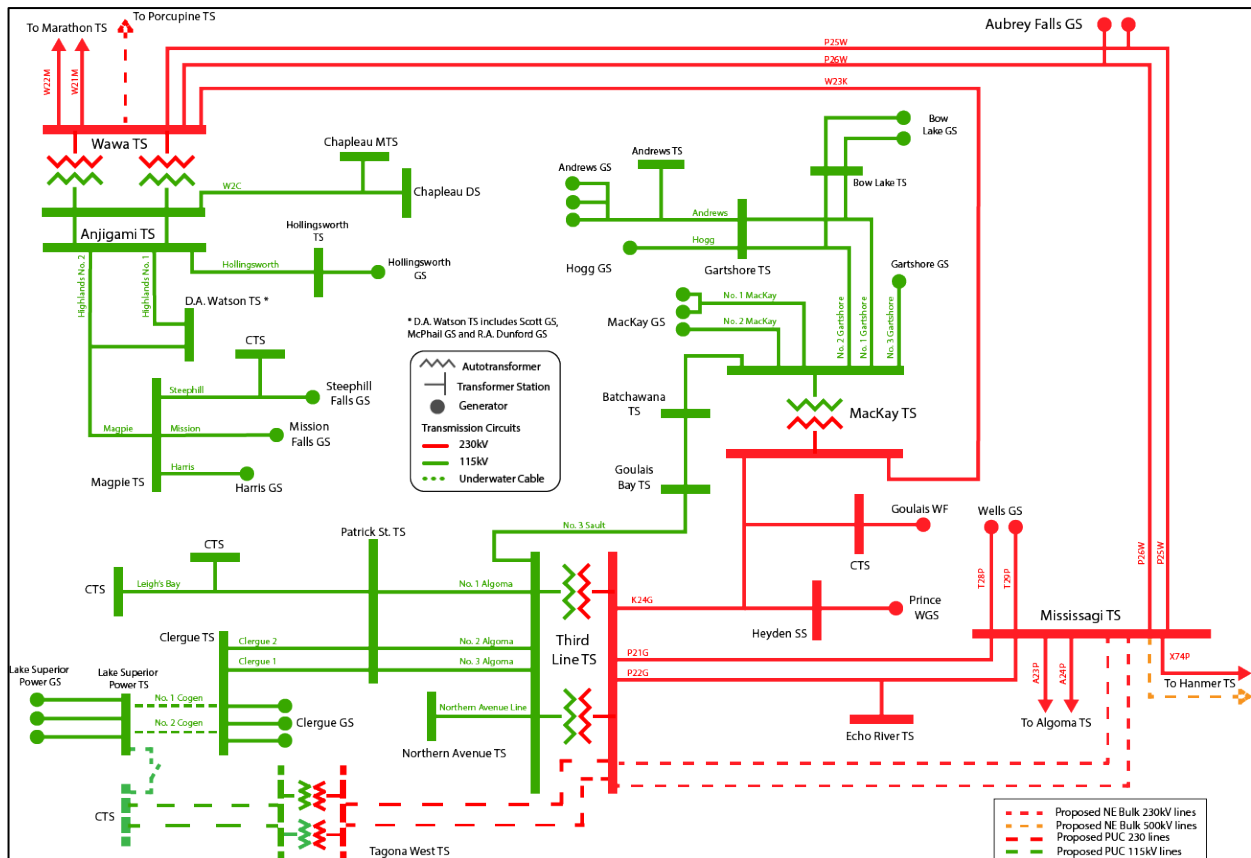 To Marathon TS
To Porcupine TS
Aubrey Falls GS
P25W
P26W
W23K
W22M
W21M
Wawa TS
Chapleau MTS
W2C
Chapleau DS
Anjigami TS
Highlands No. 2
Highlands No. 1
Hollingsworth
Hollingsworth
TS
Hollingsworth
GS
D.A. Watson TS *
Bow
Lake GS
Andrews TS
Andrews GS
Bow Lake TS
Andrews
Hogg
Hogg GS
Gartshore TS
Gartshore GS
No. 1 MacKay
No. 2 MacKay
MacKay GS
No. 2 Gartshore
No. 1 Gartshore
No. 3 Gartshore
* D.A. Watson TS includes Scott GS,
McPhail GS and R.A. Dunford GS
Autotransformer
Transformer Station
Generator
Transmission Circuits
230kV
115kV
Underwater Cable
CTS
Steephill
Steephill
Falls GS
Magpie
Mission
Mission
Falls GS
Harris
Harris GS
Magpie TS
Batchawana
TS
MacKay TS
Goulais
Bay TS
Goulais WF
Wells GS
CTS
No. 3 Sault
Patrick St. TS
CTS
CTS
Leigh's Bay
No. 1 Algoma
K24G
Prince
WGS
Heyden SS
T28P
T29P
P26W
P25W
Mississagi TS
Clergue TS
Clergue 2
Clergue 1
No. 2 Algoma
No. 3 Algoma
Third
Line TS
P21G
P22G
A23P
A24P
X74P
To Hanmer TS
To Algoma TS
Echo River TS
Lake Superior
Power GS
Lake Superior
Power TS
No. 1 Cogen
No. 2 Cogen
Clergue GS
Northern Avenue Line
Northern Avenue TS
CTS
Tagona West TS
Proposed NE Bulk 230kV lines
Proposed NE Bulk 500kV lines
Proposed PUC 230 lines
Proposed PUC 115kV lines